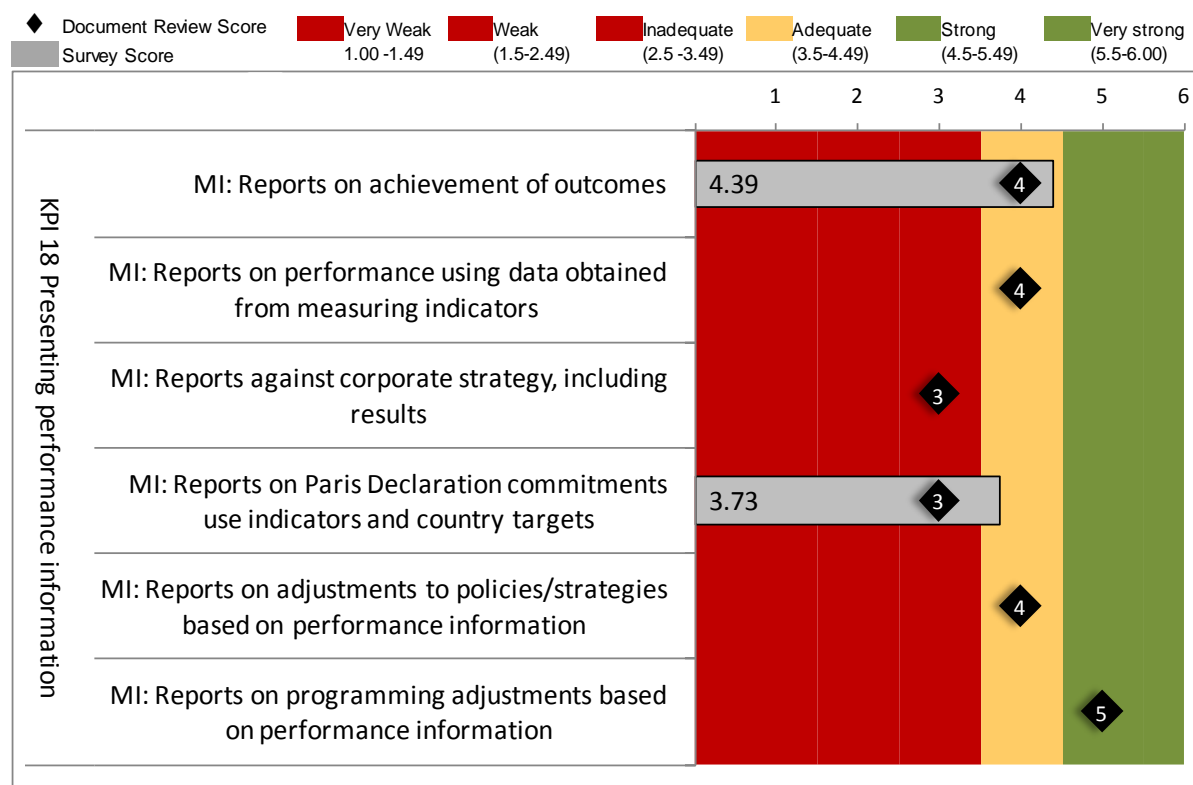 Document Review Score
Very Weak
Weak
Inadequate
Adequate
Strong
Very strong
Survey Score
1.00 -1.49
(1.5-2.49)
(2.5 -3.49)
(3.5-4.49)
(4.5-5.49)
(5.5-6.00)
1 2 3 4 5 6
KPI 18 Presenting performance information
MI: Reports on achievement of outcomes
4.39
4
MI: Reports on performance using data obtained
from measuring indicators
4
MI: Reports against corporate strategy, including
results
3
MI: Reports on Paris Declaration commitments
use indicators and country targets
3.73
3
MI: Reports on adjustments to policies/strategies
based on performance information
4
MI: Reports on programming adjustments based
on performance information
5